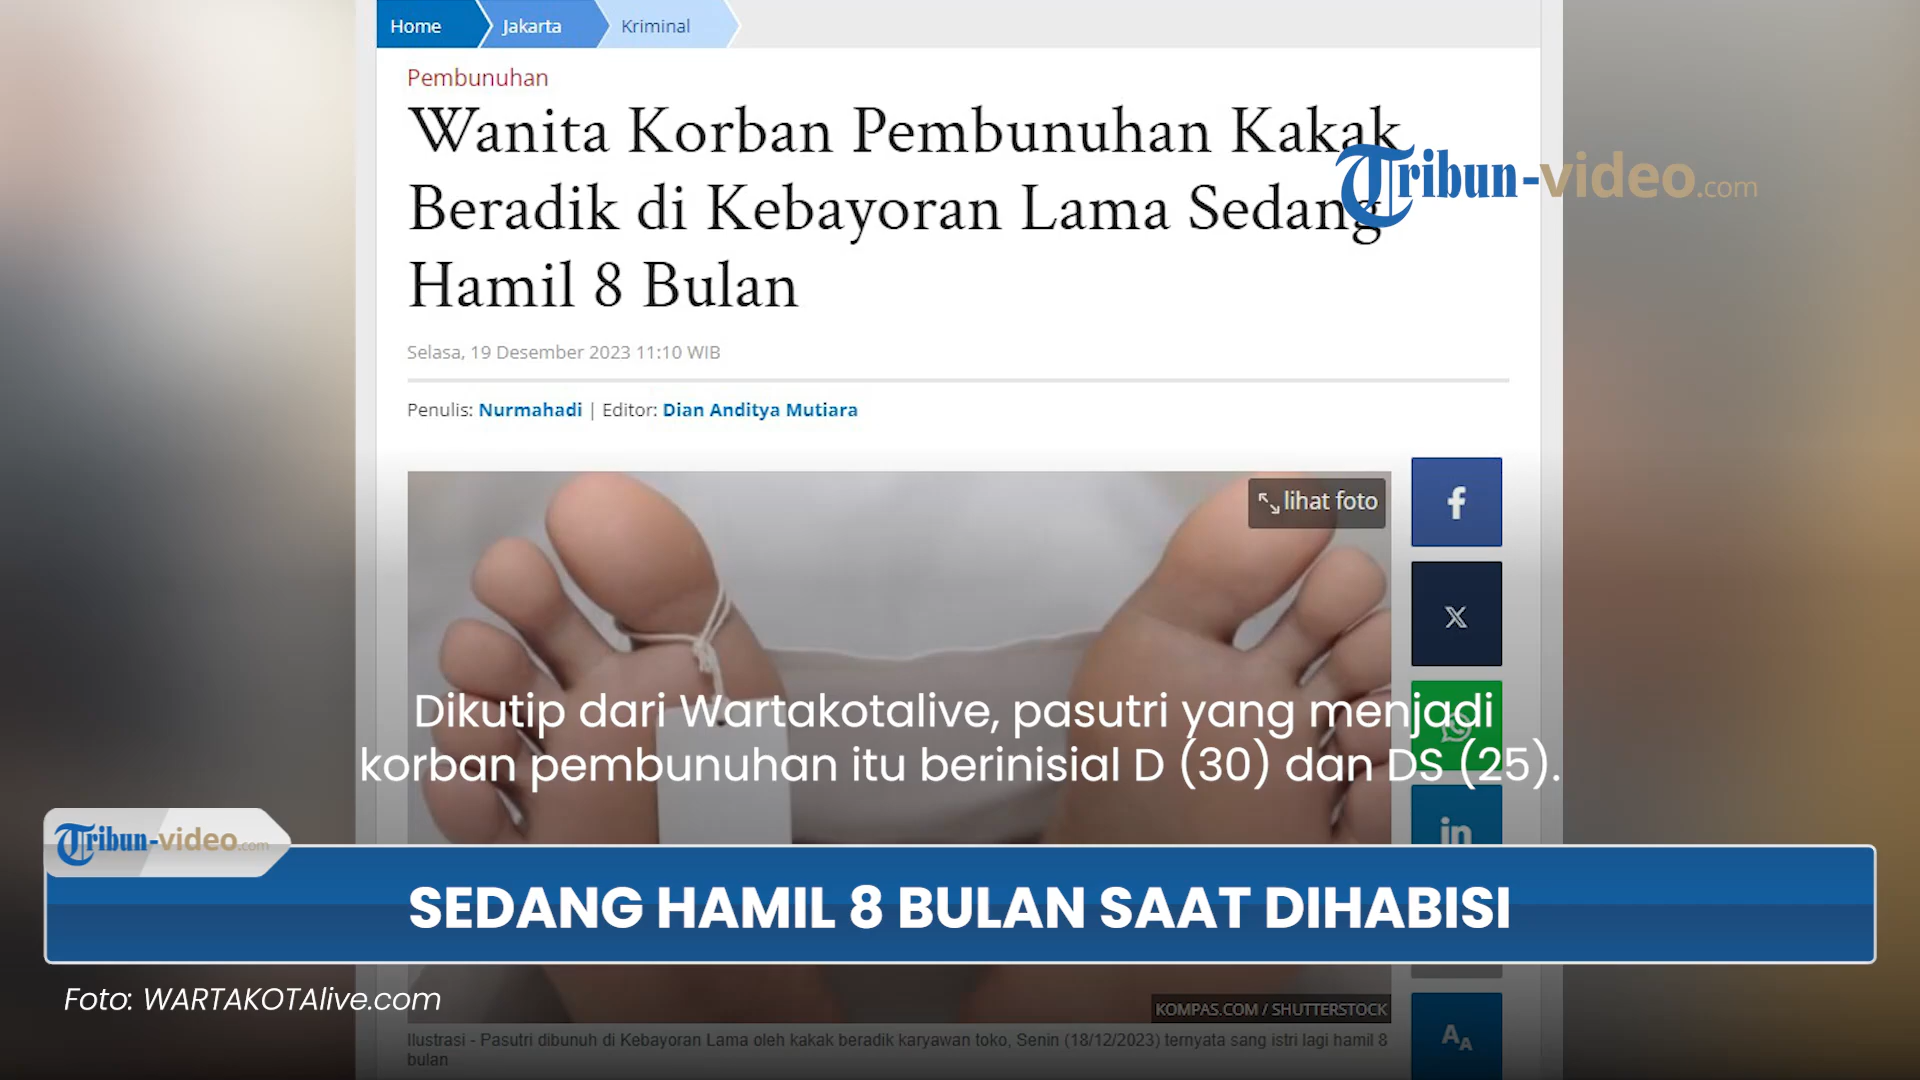 Home Jakarta Kriminal
Pembunuhan
Wanita Korban Pembunuhan Kakak
Beradik di Kebayoran Lama Sedang
Hamil 8 Bulan
Tribun-video.com
Selasa, 19 Desember 2023 11:10 WIB
Penulis: Nurmahadi | Editor: Dian Anditya Mutiara
lihat foto
f
X
Dikutip dari Wartakotalive, pasutri yang menjadi
korban pembunuhan itu berinisial D (30) dan DS (25).
in
Tribun-video.com
SEDANG HAMIL 8 BULAN SAAT DIHABISI
Foto: WARTAKOTAlive.com
KOMPAS.COM / SHUTTERSTOCK
AA
Ilustrasi - Pasutri dibunuh di Kebayoran Lama oleh kakak beradik karyawan toko, Senin (18/12/2023) ternyata sang istri lagi hamil 8
bulan